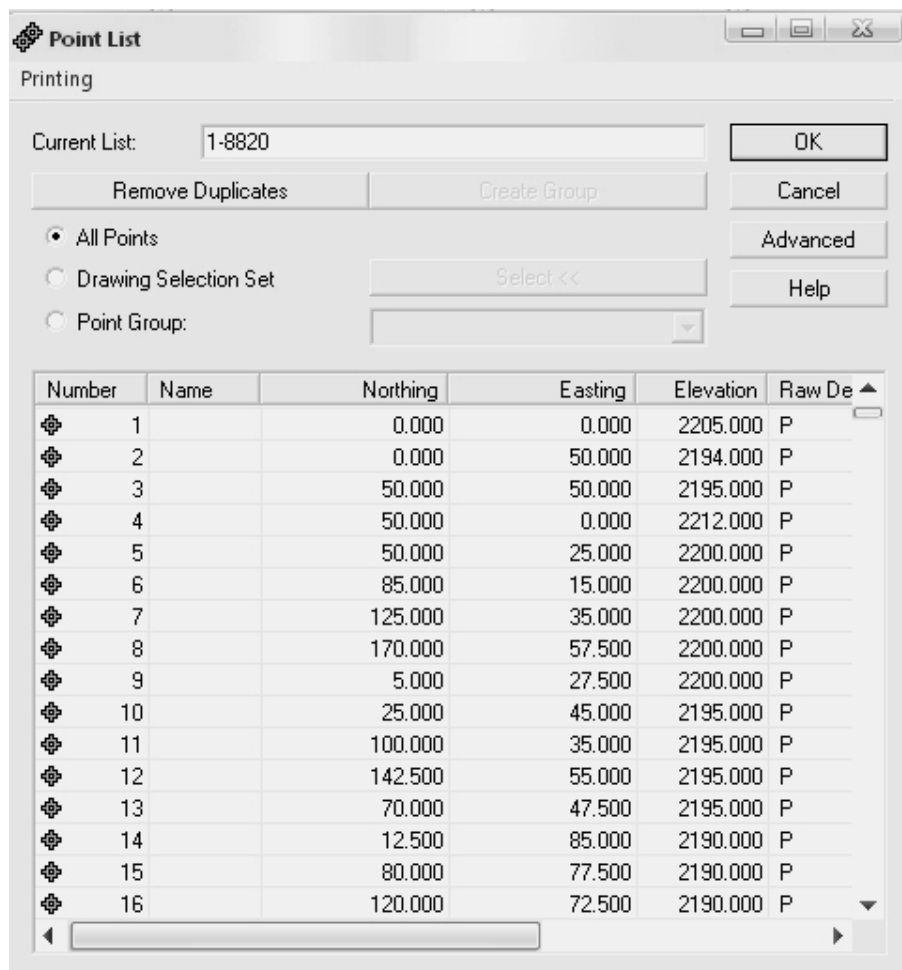 Point List
Printing
Current List: 1-8820 OK
Remove Duplicates Create Group Cancel
All Points Advanced
Drawing Selection Set Select << Help
Point Group:
Number Name Northing Easting Elevation Raw De
1 0.000 0.000 2205.000 P
2 0.000 50.000 2194.000 P
3 50.000 50.000 2195.000 P
4 50.000 0.000 2212.000 P
5 50.000 25.000 2200.000 P
6 85.000 15.000 2200.000 P
7 125.000 35.000 2200.000 P
8 170.000 57.500 2200.000 P
9 5.000 27.500 2200.000 P
10 25.000 45.000 2195.000 P
11 100.000 35.000 2195.000 P
12 142.500 55.000 2195.000 P
13 70.000 47.500 2195.000 P
14 12.500 85.000 2190.000 P
15 80.000 77.500 2190.000 P
16 120.000 72.500 2190.000 P